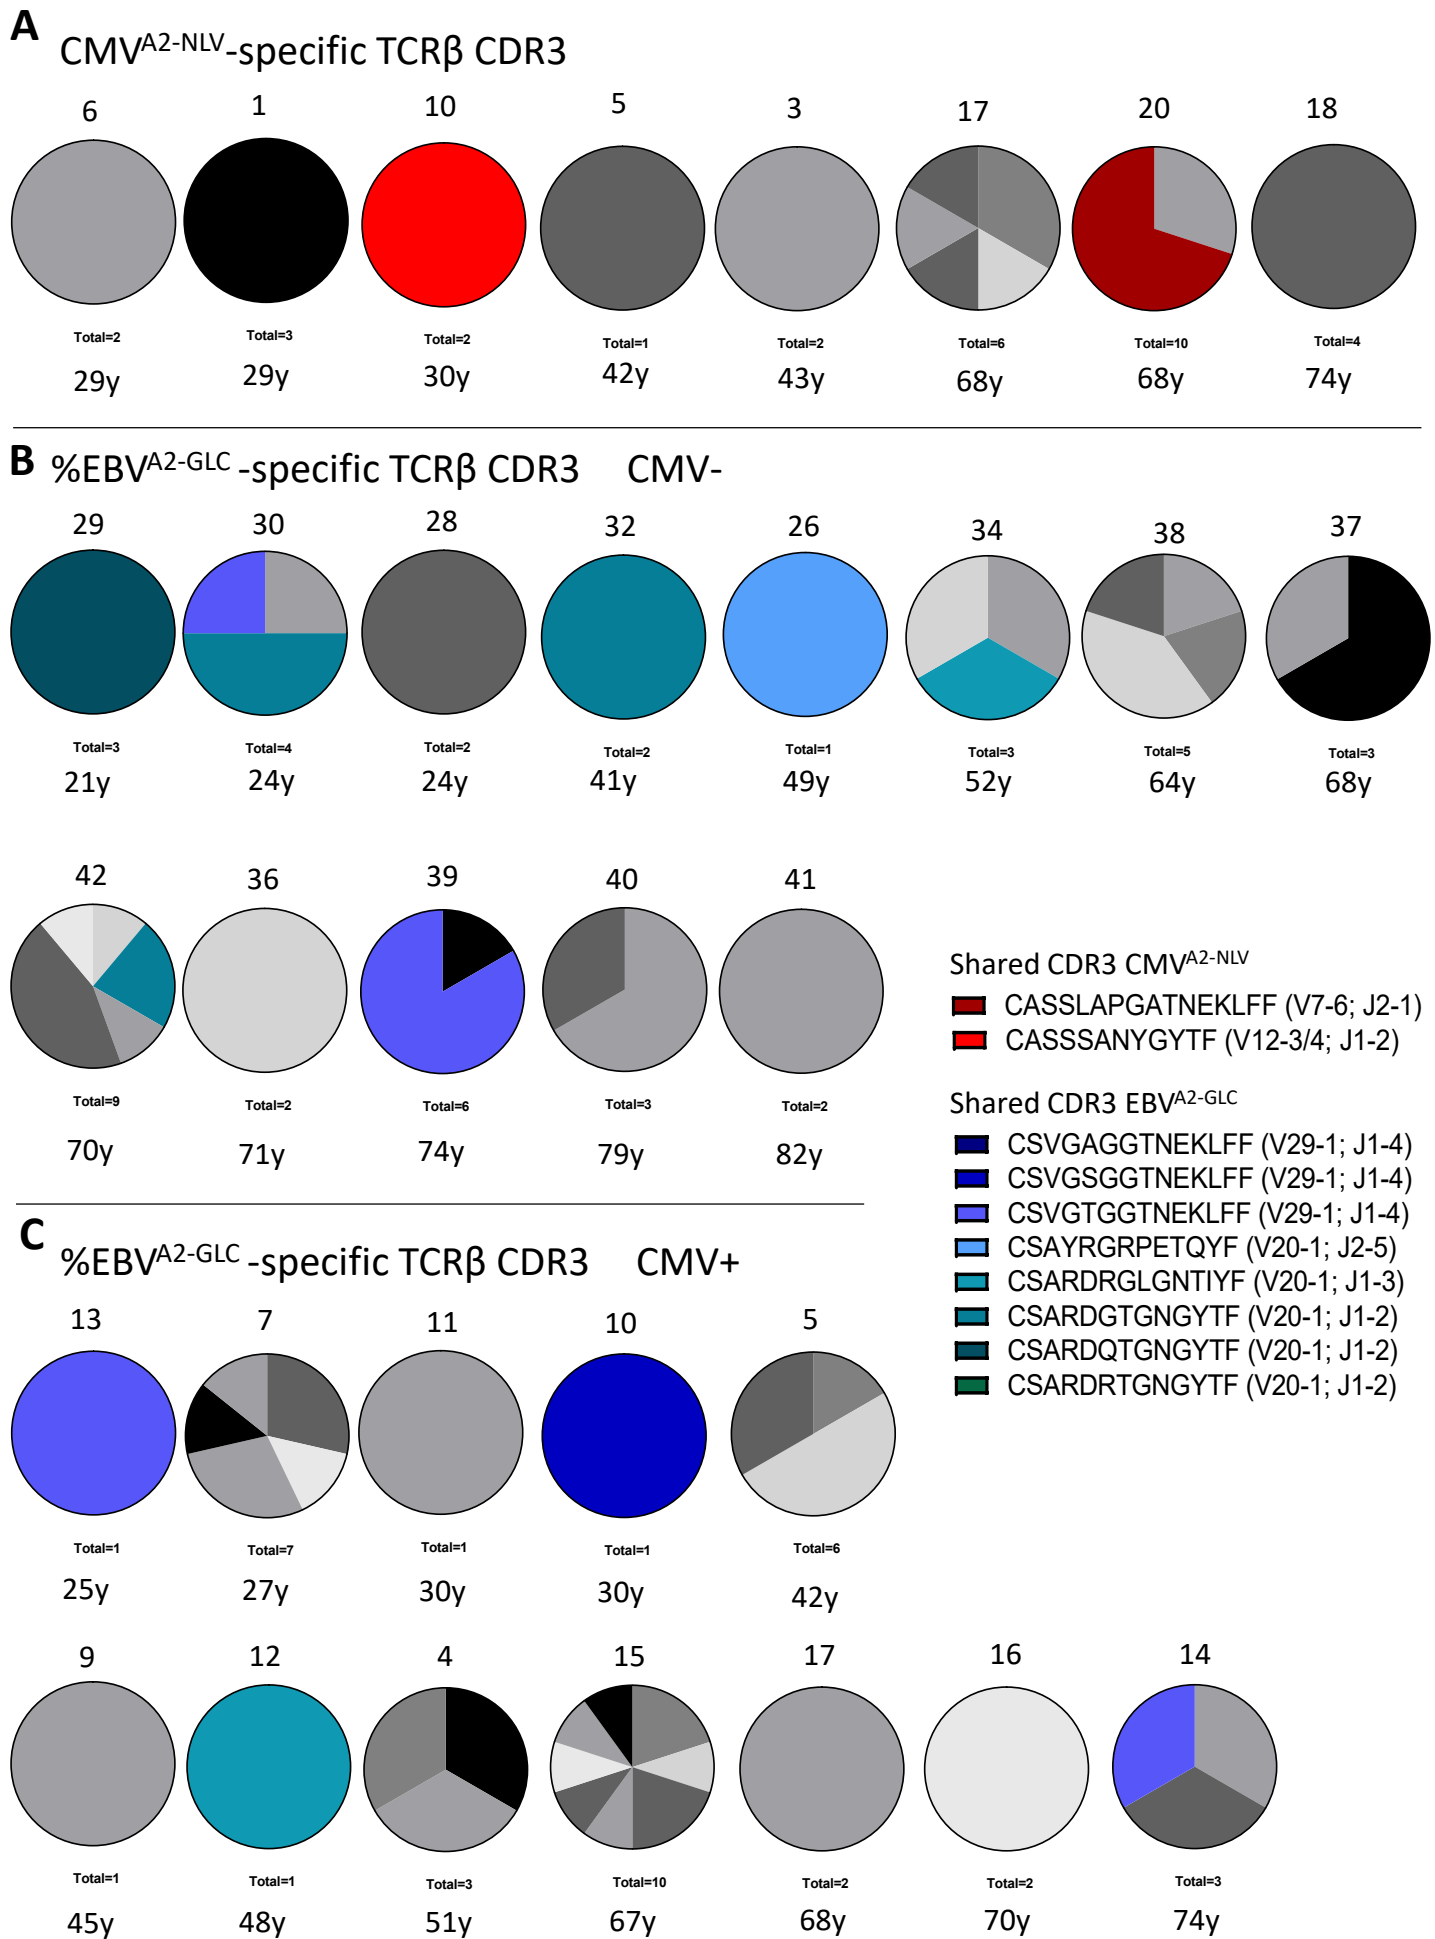 A
CMV^A2-NLV-specific TCRβ CDR3
6 1 10 5 3 17 20 18
Total=2 Total=3 Total=2 Total=1 Total=2 Total=6 Total=10 Total=4
29y 29y 30y 42y 43y 68y 68y 74y
B %EBV^A2-GLC -specific TCRβ CDR3 CMV-
29 30 28 32 26 34 38 37
Total=3 Total=4 Total=2 Total=2 Total=1 Total=3 Total=5 Total=3
21y 24y 24y 41y 49y 52y 64y 68y
42 36 39 40 41
Total=9 Total=2 Total=6 Total=3 Total=2
70y 71y 74y 79y 82y
Shared CDR3 CMV^A2-NLV
CASSLAPGATNEKLFF (V7-6; J2-1)
CASSSANYGYTF (V12-3/4; J1-2)
Shared CDR3 EBV^A2-GLC
CSVGAGGTNEKLFF (V29-1; J1-4)
CSVGSGGTNEKLFF (V29-1; J1-4)
CSVGTGGTNEKLFF (V29-1; J1-4)
CSAYRGRPETQYF (V20-1; J2-5)
CSARDRGLGNTIYF (V20-1; J1-3)
CSARDGTGNGYTF (V20-1; J1-2)
CSARDQTGNGYTF (V20-1; J1-2)
CSARDRTGNGYTF (V20-1; J1-2)
C
%EBV^A2-GLC -specific TCRβ CDR3 CMV+
13 7 11 10 5
Total=1 Total=7 Total=1 Total=1 Total=6
25y 27y 30y 30y 42y
9 12 4 15 17 16 14
Total=1 Total=1 Total=3 Total=10 Total=2 Total=2 Total=3
45y 48y 51y 67y 68y 70y 74y